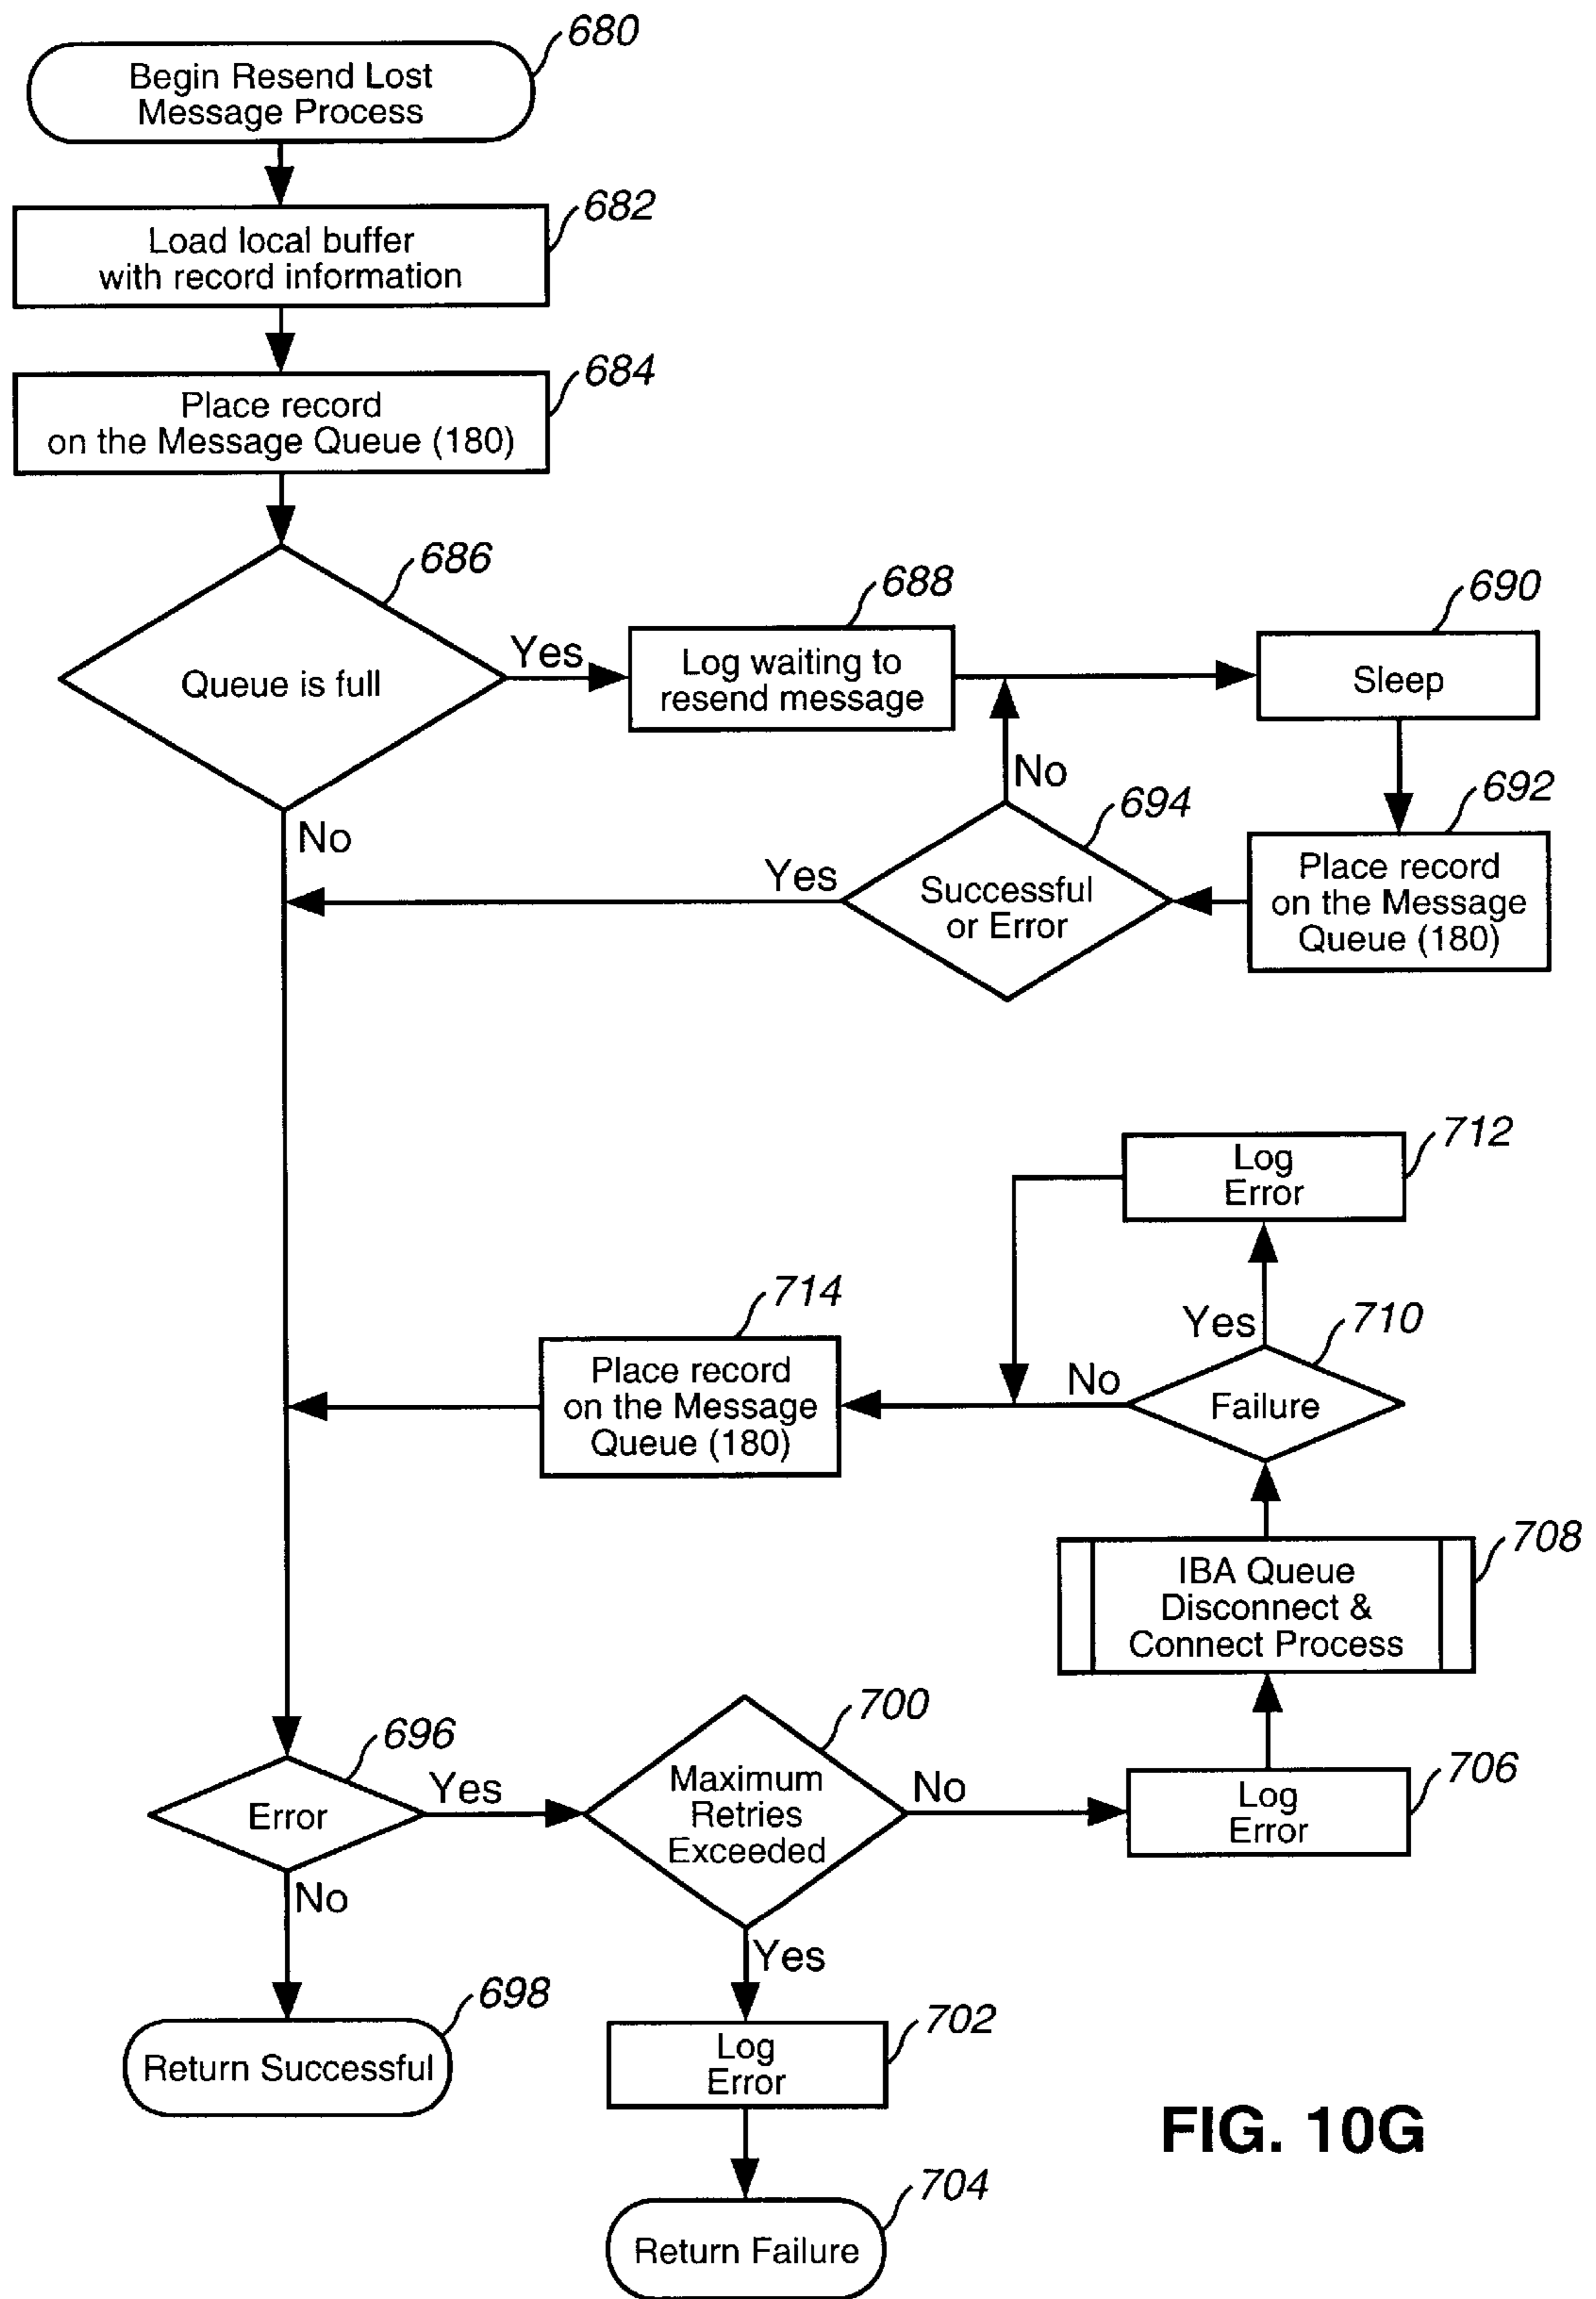 680
Begin Resend Lost
Message Process
682
Load local buffer
with record information
684
Place record
on the Message Queue (180)
686
Queue is full
Yes
688
Log waiting to
resend message
690
Sleep
No
692
Place record
on the Message
Queue (180)
694
Successful
or Error
No
Yes
712
Log
Error
714
Place record
on the Message
Queue (180)
Yes
710
No
Failure
708
IBA Queue
Disconnect &
Connect Process
696
Error
Yes
700
Maximum
Retries
Exceeded
No
706
Log
Error
No
Yes
698
Return Successful
702
Log
Error
704
Return Failure
FIG. 10G